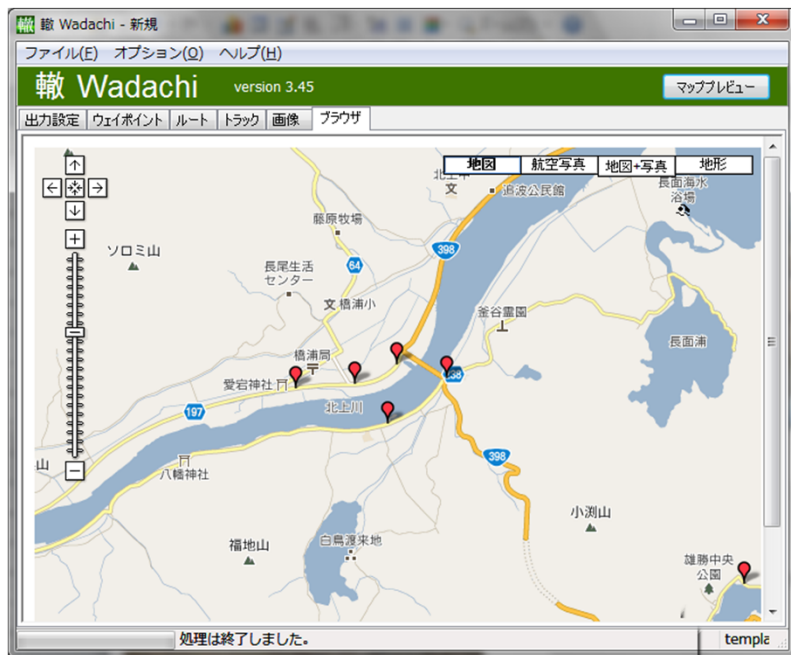 轍 Wadachi - 新規
ファイル(F) オプション(O) ヘルプ(H)
轍 Wadachi version 3.45 マッププレビュー
出力設定 ウェイポイント ルート トラック 画像 ブラウザ
地図 航空写真 地図+写真 地形
追波公民館
長面海水
浴場
藤原牧場
398
ソロミ山
64
長尾生活
センター
文 橋浦小
釜谷霊園
長面浦
橋浦局
愛宕神社
197
北上川
八幡神社
398
山
小渕山
福地山
白鳥渡来地
雄勝中央
公園
処理は終了しました。
templa